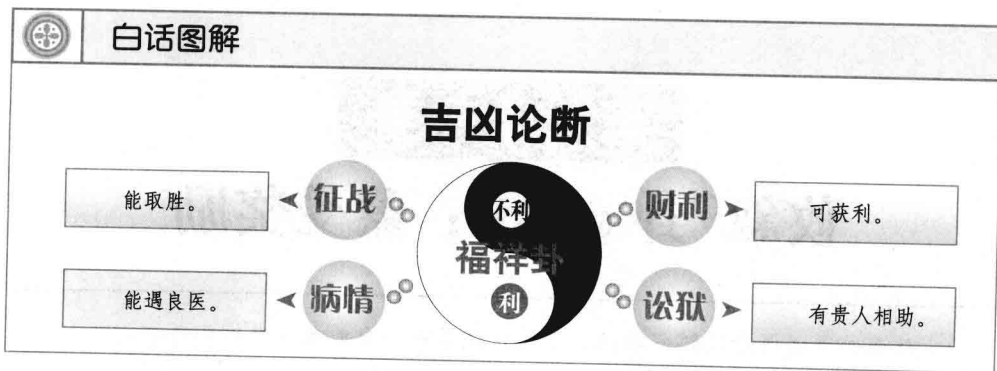 白话图解
吉凶论断
能取胜。 征战 不利 财利 可获利。
福祥卦
能遇良医。 病情 利 讼狱 有贵人相助。